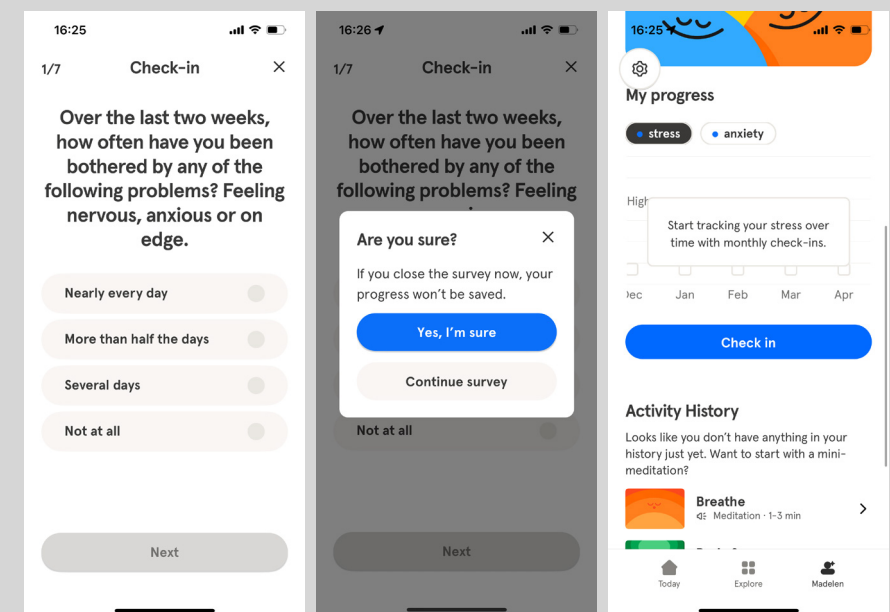 16:25
1/7
Check-in
Over the last two weeks,
how often have you been
bothered by any of the
following problems? Feeling
nervous, anxious or on
edge.
Nearly every day
More than half the days
Several days
Not at all
Next
16:26
1/7
Check-in
Over the last two weeks,
how often have you been
bothered by any of the
following problems? Feeling
Are you sure?
If you close the survey now, your
progress won't be saved.
Yes, I'm sure
Continue survey
Not at all
Next
16:25
My progress
stress
anxiety
High
Start tracking your stress over
time with monthly check-ins.
Dec Jan Feb Mar Apr
Check in
Activity History
Looks like you don't have anything in your
history just yet. Want to start with a mini-
meditation?
Breathe
Meditation · 1-3 min
Today Explore Madelen